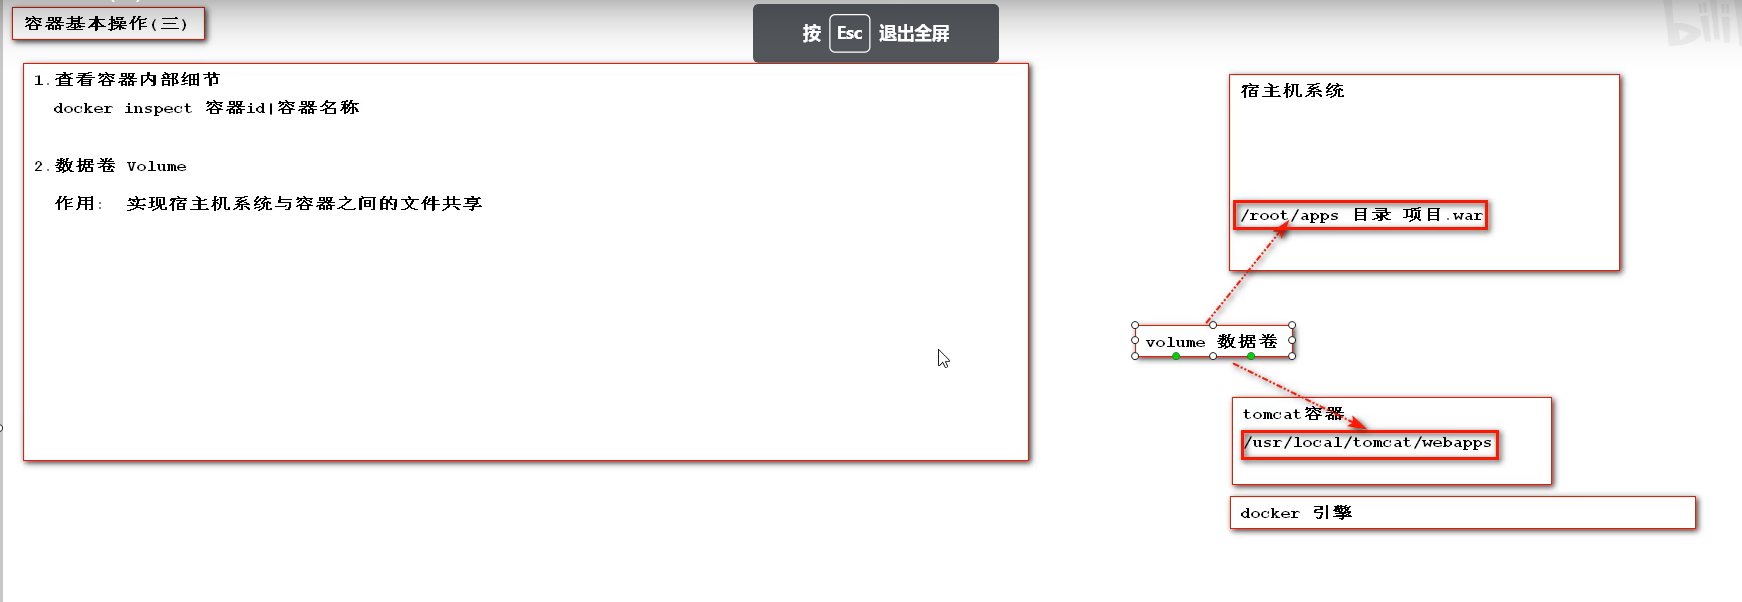 容器基本操作(三)
按 Esc 退出全屏
bili
1.查看容器内部细节
docker inspect 容器id|容器名称
2.数据卷 Volume
作用: 实现宿主机系统与容器之间的文件共享
宿主机系统
/root/apps 目录 项目.war
volume 数据卷
tomcat容器
/usr/local/tomcat/webapps
docker 引擎